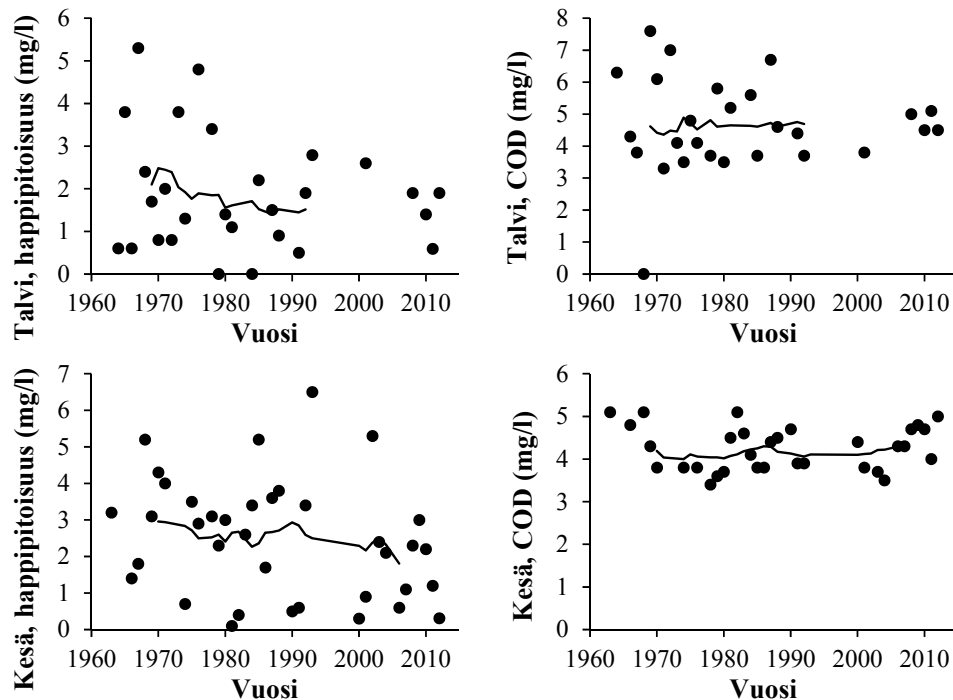 Talvi, happipitoisuus (mg/l)
6
5
4
3
2
1
0
1960 1970 1980 1990 2000 2010
Vuosi
Talvi, COD (mg/l)
8
7
6
5
4
3
2
1
0
1960 1970 1980 1990 2000 2010
Vuosi
Kesä, happipitoisuus (mg/l)
7
6
5
4
3
2
1
0
1960 1970 1980 1990 2000 2010
Vuosi
Kesä, COD (mg/l)
6
5
4
3
2
1
0
1960 1970 1980 1990 2000 2010
Vuosi